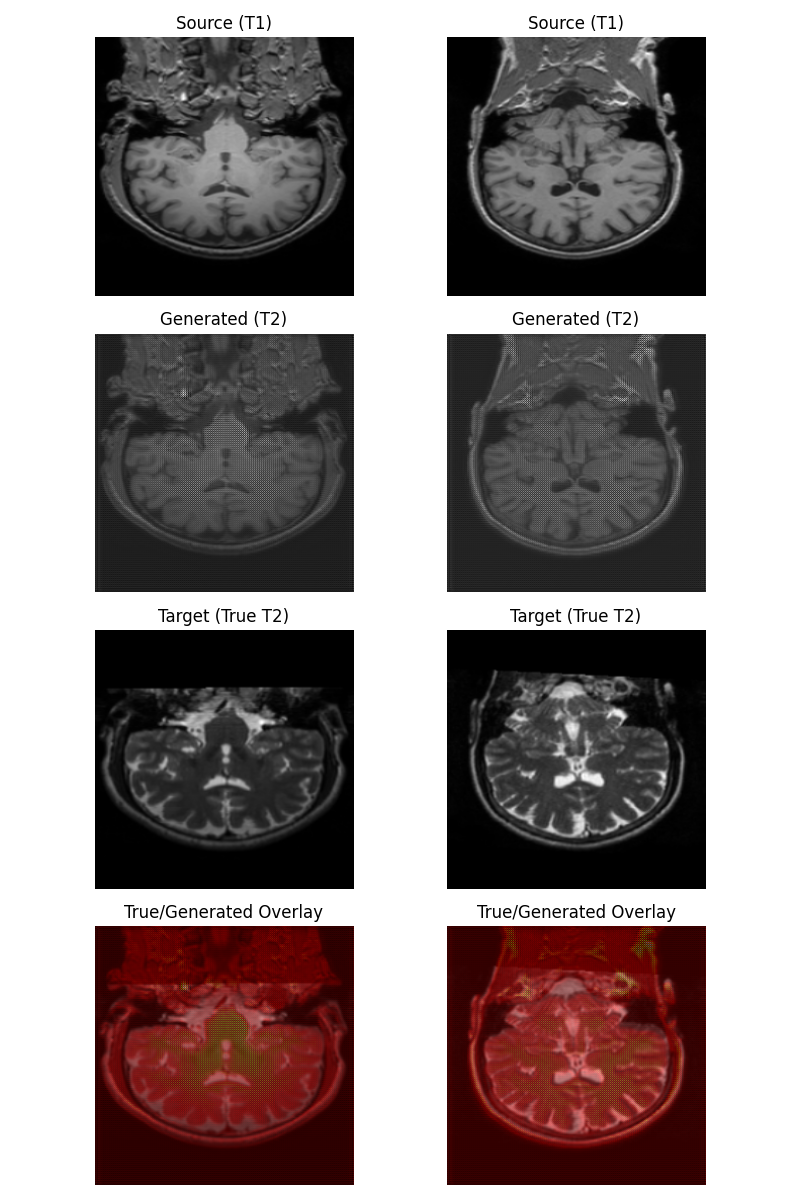 Source (T1)
Source (T1)
Generated (T2)
Generated (T2)
Target (True T2)
Target (True T2)
True/Generated Overlay
True/Generated Overlay